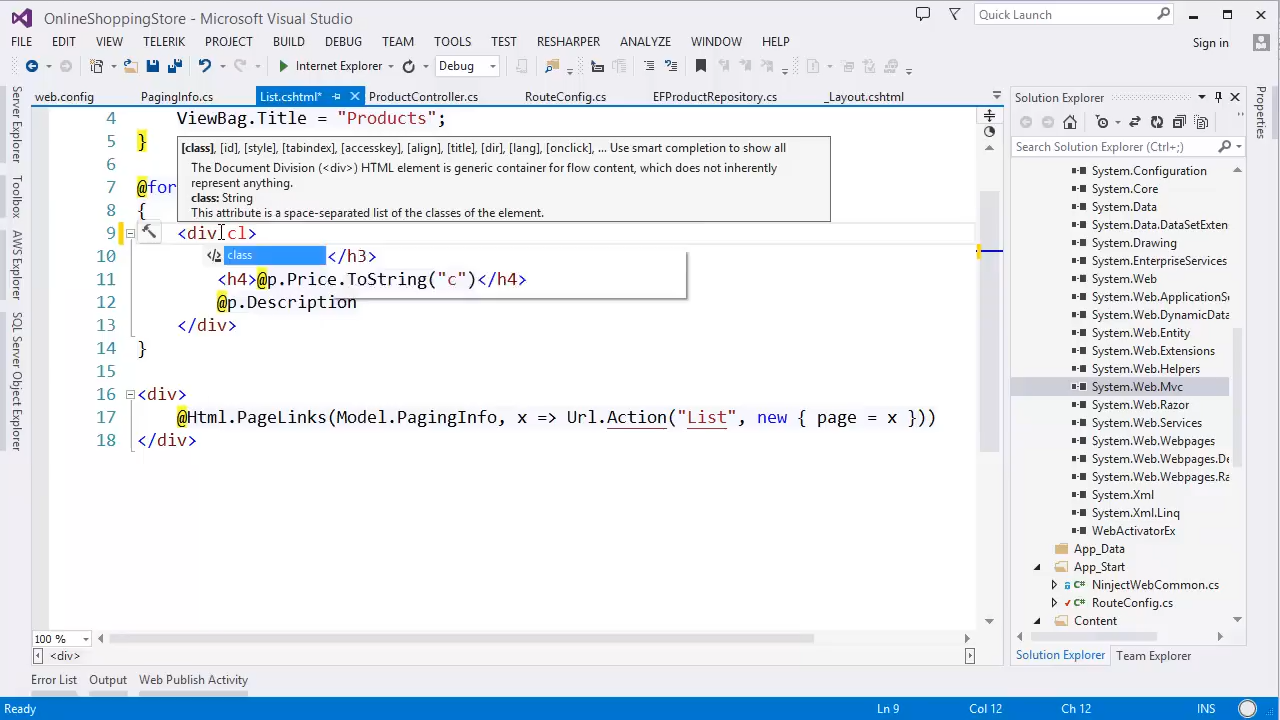 OnlineShoppingStore - Microsoft Visual Studio
Quick Launch
FILE EDIT VIEW TELERIK PROJECT BUILD DEBUG TEAM TOOLS TEST RESHARPER ANALYZE WINDOW HELP
Sign in
Internet Explorer Debug
web.config PagingInfo.cs List.cshtml* ProductController.cs RouteConfig.cs EFProductRepository.cs _Layout.cshtml
Server Explorer
Toolbox
AWS Explorer
SQL Server Object Explorer
4 ViewBag.Title = "Products";
5 }
6
7 @for
8 {
9 <div cl>
10 </h3>
11 <h4>@p.Price.ToString("c")</h4>
12 @p.Description
13 </div>
14 }
15
16 <div>
17 @Html.PageLinks(Model.PagingInfo, x => Url.Action("List", new { page = x }))
18 </div>
[class], [id], [style], [tabindex], [accesskey], [align], [title], [dir], [lang], [onclick], ... Use smart completion to show all
The Document Division (<div>) HTML element is generic container for flow content, which does not inherently
represent anything.
class: String
This attribute is a space-separated list of the classes of the element.
class
100 %
<div>
Solution Explorer
Search Solution Explorer (Ctrl+;)
System.Configuration
System.Core
System.Data
System.Data.DataSetExten
System.Drawing
System.EnterpriseServices
System.Web
System.Web.ApplicationSe
System.Web.DynamicData
System.Web.Entity
System.Web.Extensions
System.Web.Helpers
System.Web.Mvc
System.Web.Razor
System.Web.Services
System.Web.Webpages
System.Web.Webpages.De
System.Web.Webpages.Ra
System.Xml
System.Xml.Linq
WebActivatorEx
App_Data
App_Start
NinjectWebCommon.cs
RouteConfig.cs
Content
Solution Explorer Team Explorer
Properties
Error List Output Web Publish Activity
Ready Ln 9 Col 12 Ch 12 INS